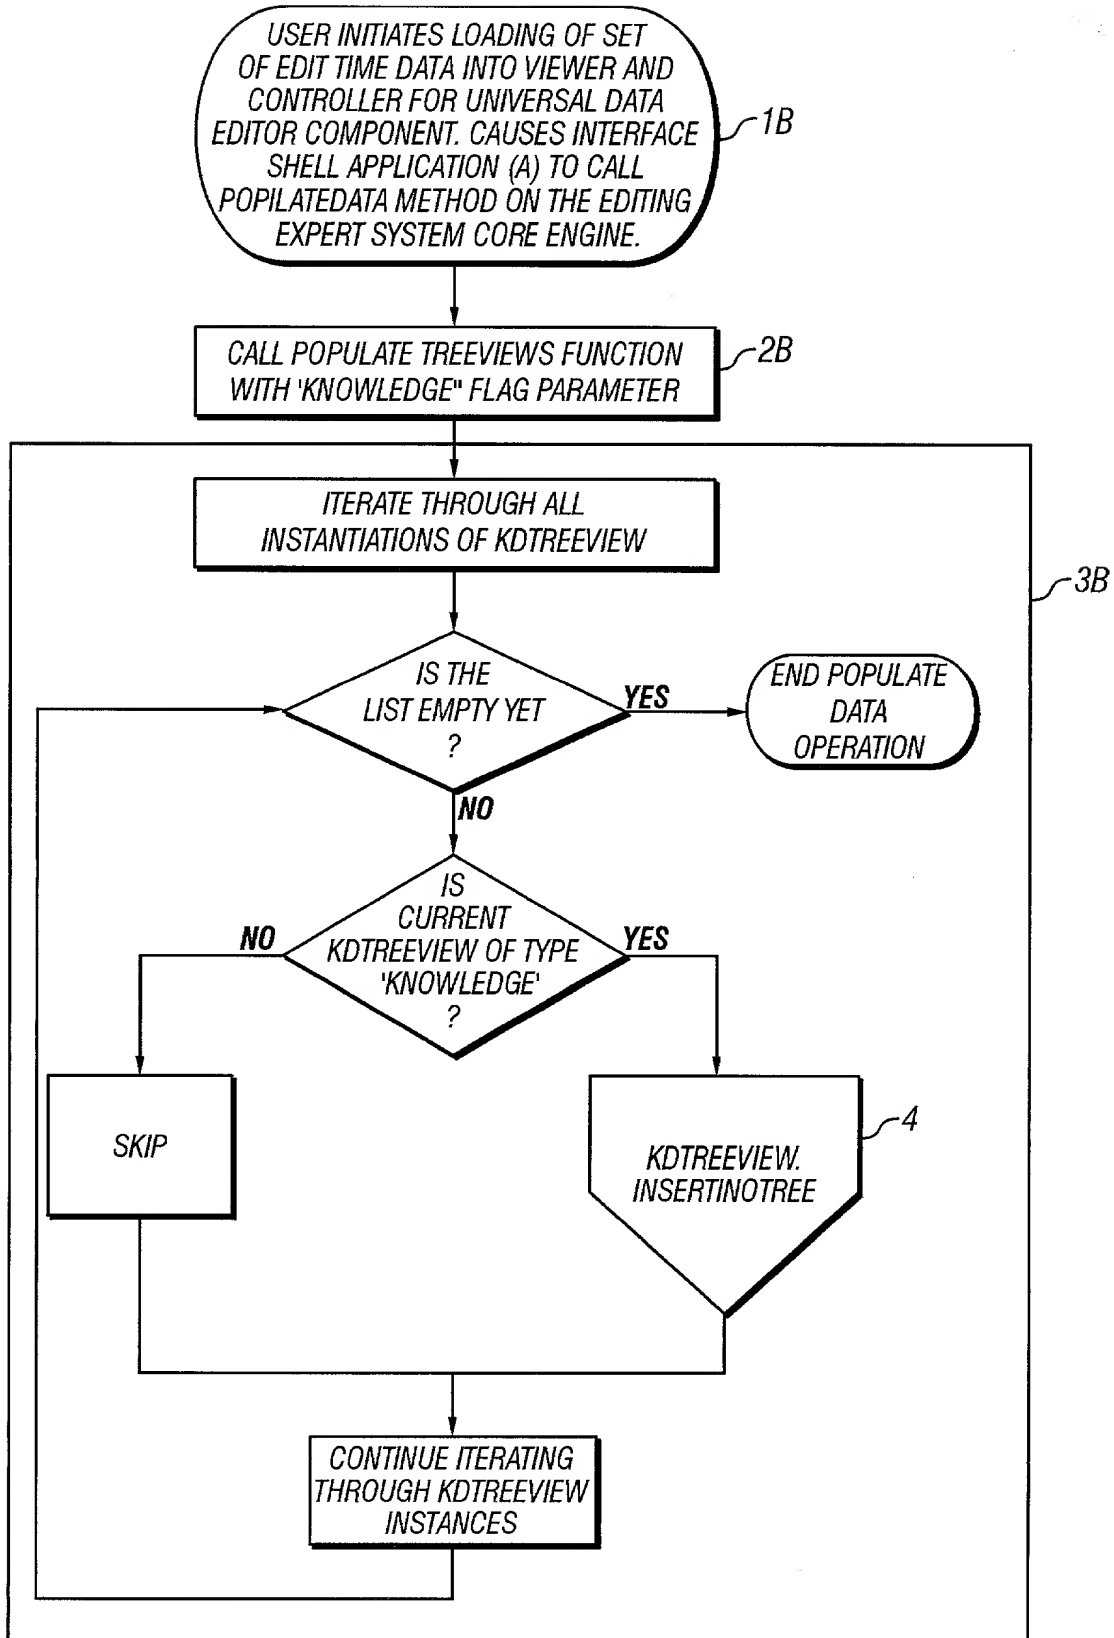 USER INITIATES LOADING OF SET
OF EDIT TIME DATA INTO VIEWER AND
CONTROLLER FOR UNIVERSAL DATA
EDITOR COMPONENT. CAUSES INTERFACE
SHELL APPLICATION (A) TO CALL
POPILATEDATA METHOD ON THE EDITING
EXPERT SYSTEM CORE ENGINE.
1B
CALL POPULATE TREEVIEWS FUNCTION
WITH 'KNOWLEDGE" FLAG PARAMETER
2B
ITERATE THROUGH ALL
INSTANTIATIONS OF KDTREEVIEW
3B
IS THE
LIST EMPTY YET
?
YES
END POPULATE
DATA
OPERATION
NO
IS
CURRENT
KDTREEVIEW OF TYPE
'KNOWLEDGE'
?
NO
YES
SKIP
KDTREEVIEW.
INSERTINOTREE
4
CONTINUE ITERATING
THROUGH KDTREEVIEW
INSTANCES